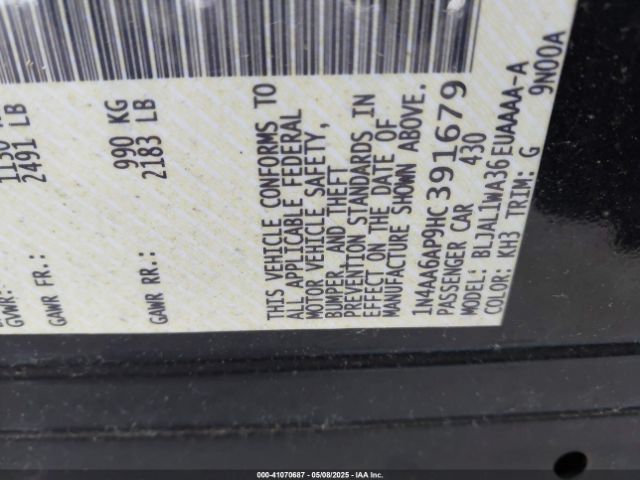 1130
2491 LB
GVWR:
990 KG
GAWR FR.:
2183 LB
GAWR RR.:
THIS VEHICLE CONFORMS TO
ALL APPLICABLE FEDERAL
MOTOR VEHICLE SAFETY,
BUMPER, AND THEFT
PREVENTION STANDARDS IN
EFFECT ON THE DATE OF
MANUFACTURE SHOWN ABOVE.
1N4AA6AP9HC391679
PASSENGER CAR 430
MODEL: BLJAL1WA36EUAAAA-A
COLOR: KH3 TRIM: G 9N00A
000-41070687 - 05/08/2025 - IAA Inc.